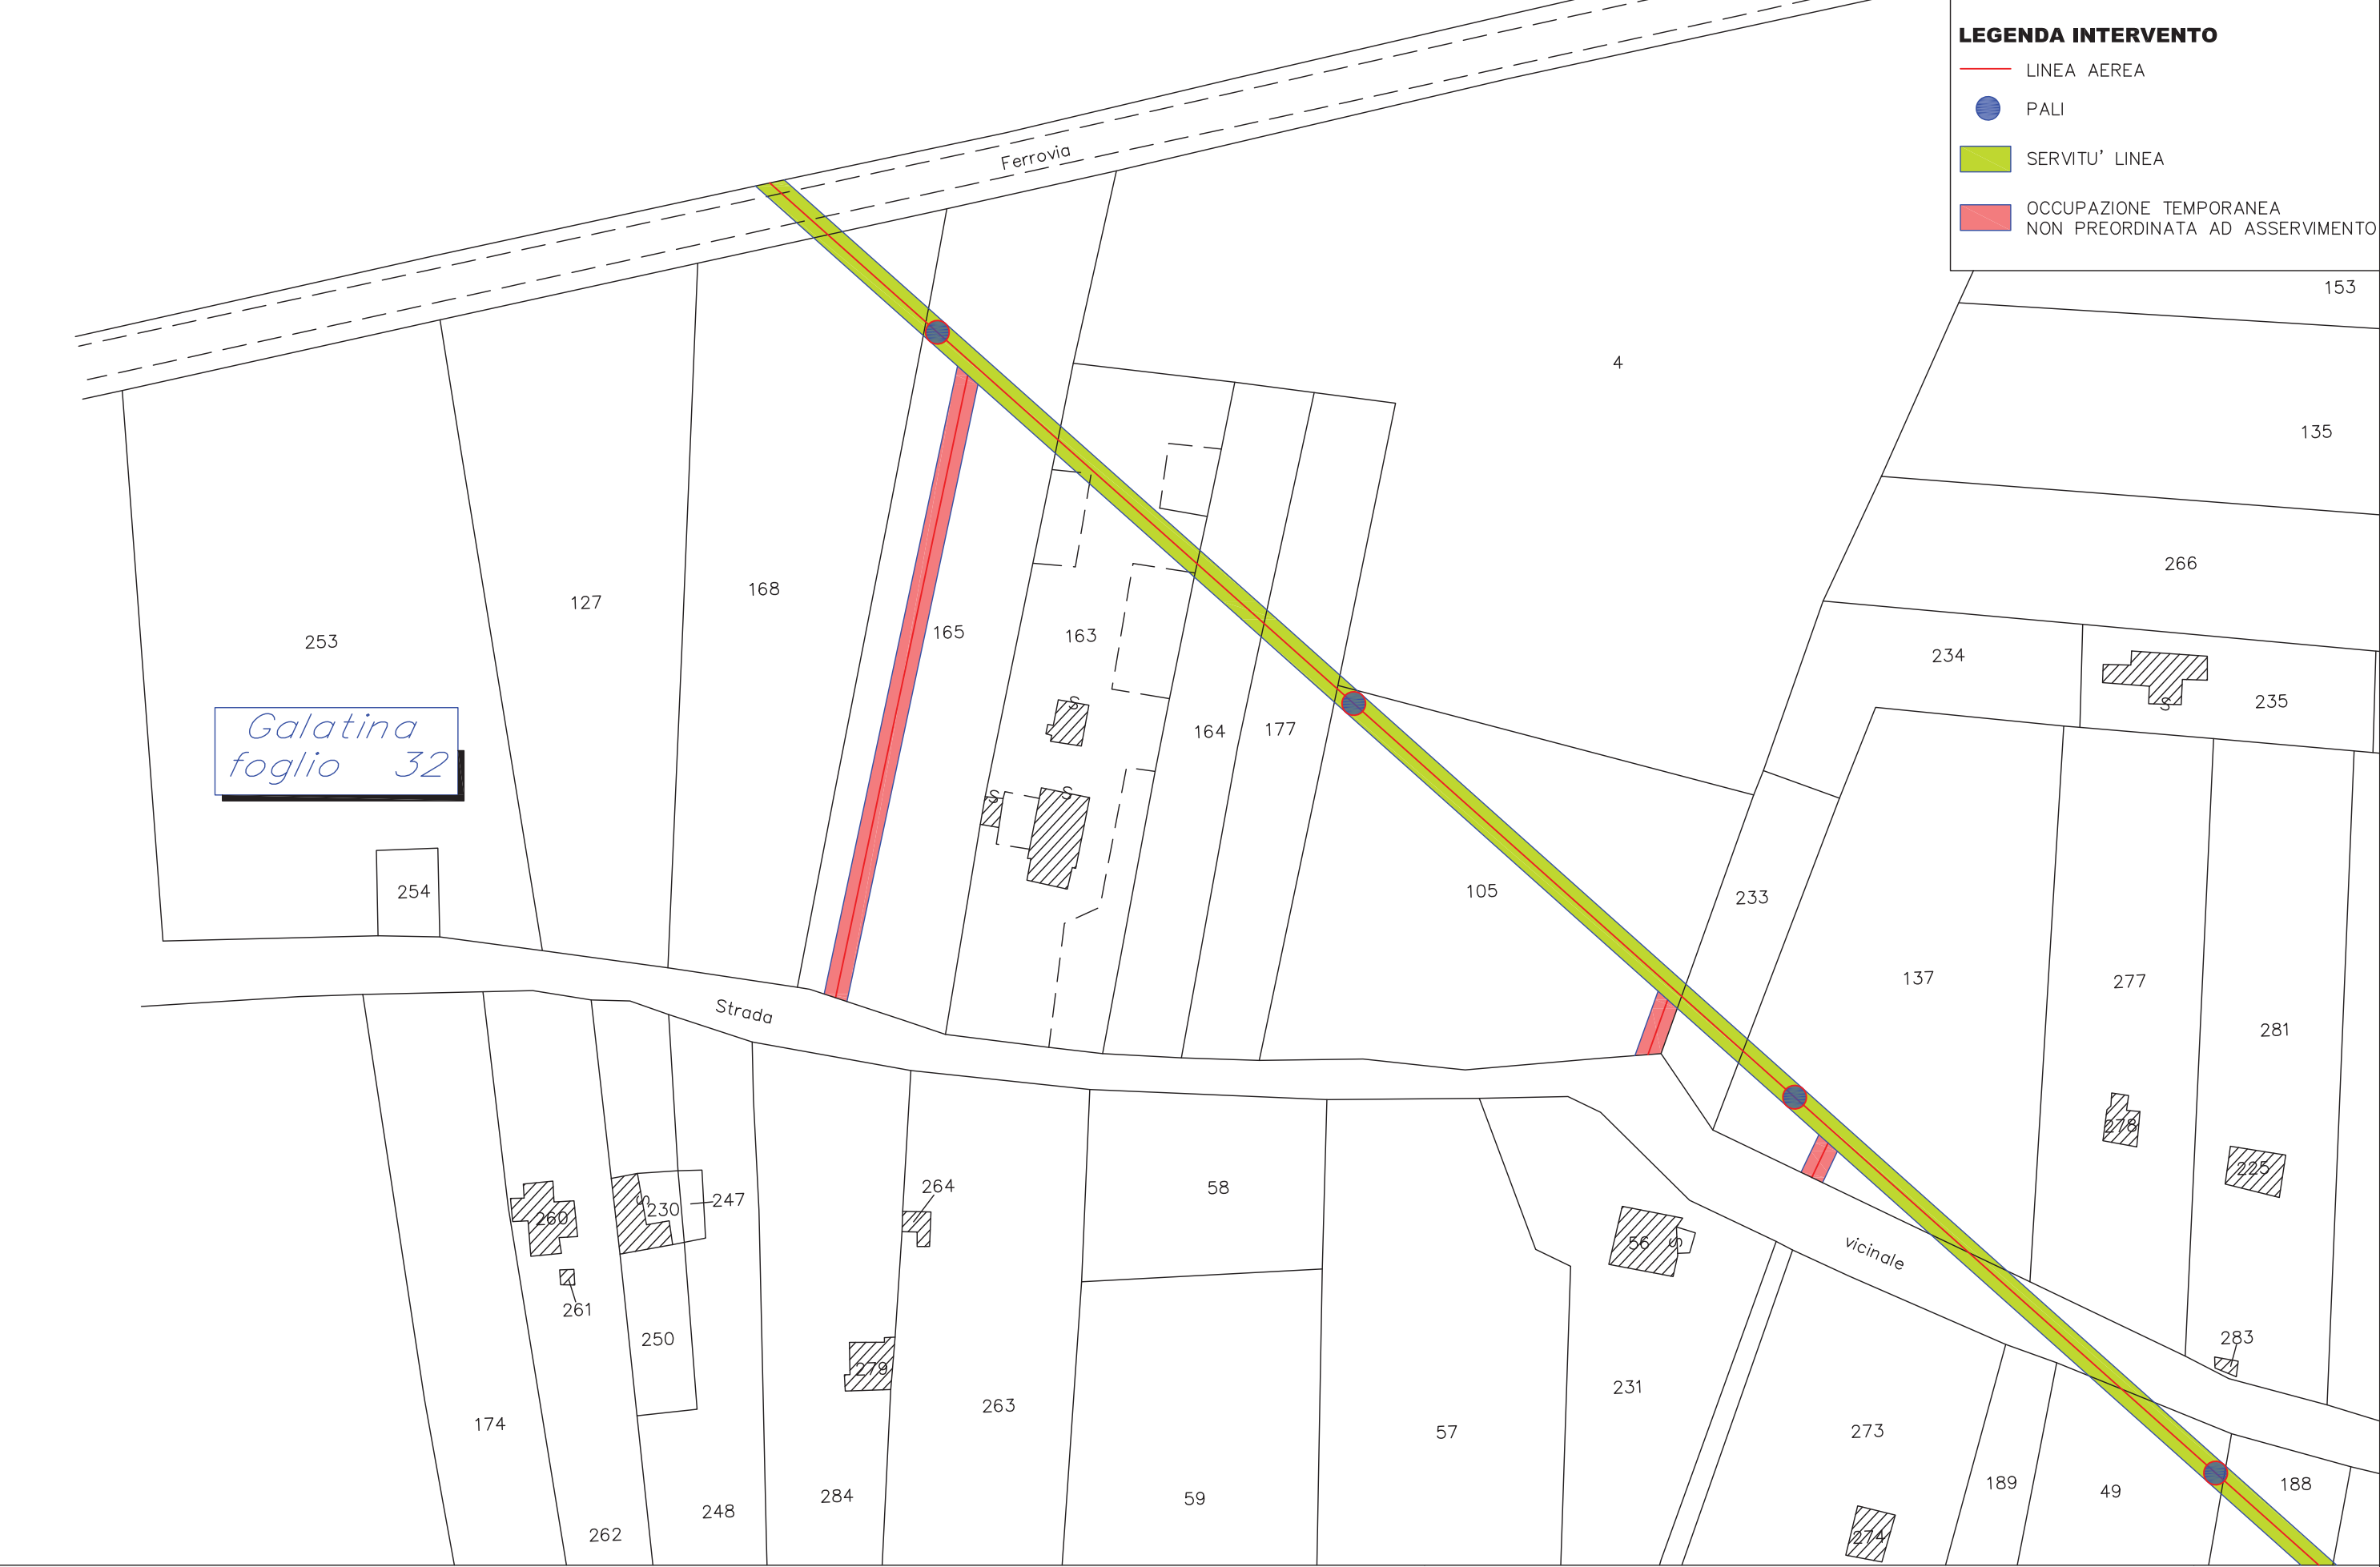 LEGENDA INTERVENTO
LINEA AEREA
PALI
SERVITU' LINEA
OCCUPAZIONE TEMPORANEA
NON PREORDINATA AD ASSERVIMENTO
Ferrovia
153
4
135
266
127
168
165
163
253
234
235
S
S
Galatina
foglio 32
164
177
S
S
254
105
233
137
277
281
Strada
278
225
264
58
247
230
S
260
56
S
vicinale
261
250
283
279
231
263
174
57
273
189
49
188
284
59
248
262
274